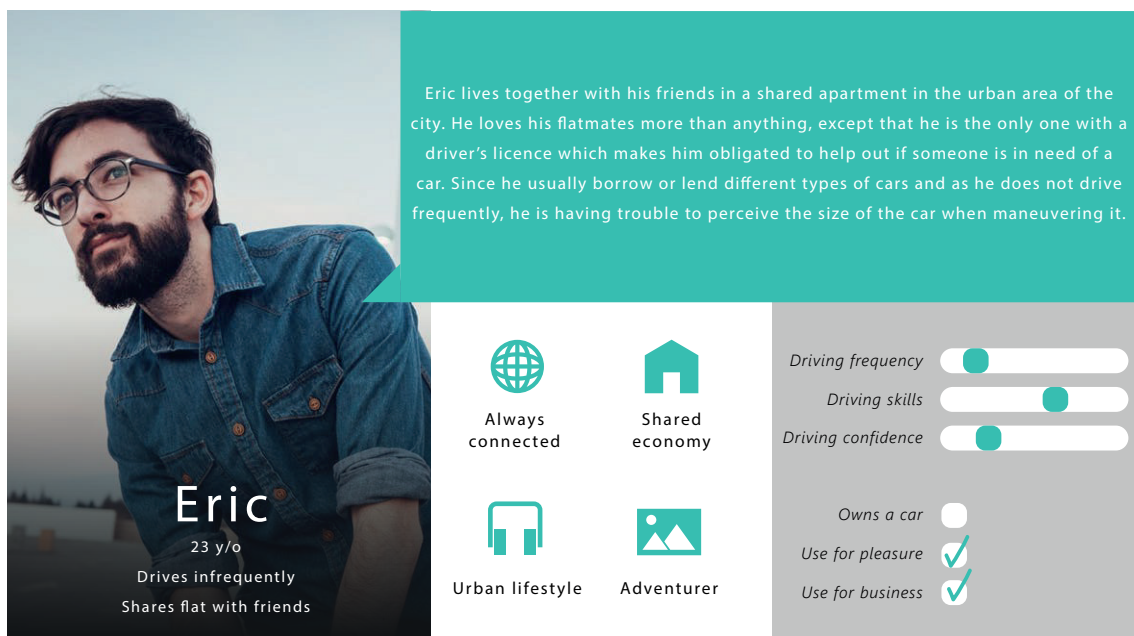 Eric lives together with his friends in a shared apartment in the urban area of the
city. He loves his flatmates more than anything, except that he is the only one with a
driver’s licence which makes him obligated to help out if someone is in need of a
car. Since he usually borrow or lend different types of cars and as he does not drive
frequently, he is having trouble to perceive the size of the car when maneuvering it.
Eric
23 y/o
Drives infrequently
Shares flat with friends
Always
connected
Shared
economy
Urban lifestyle
Adventurer
Driving frequency
Driving skills
Driving confidence
Owns a car
Use for pleasure
Use for business